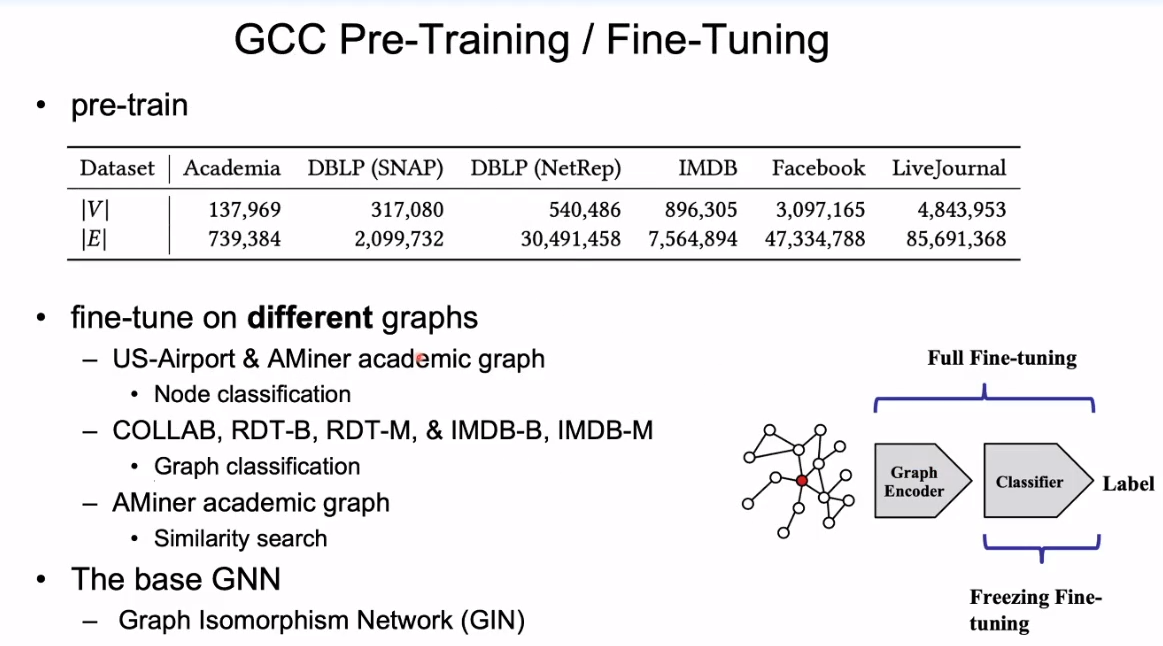 GCC Pre-Training / Fine-Tuning
• pre-train
Dataset Academia DBLP (SNAP) DBLP (NetRep) IMDB Facebook LiveJournal
|V| 137,969 317,080 540,486 896,305 3,097,165 4,843,953
|E| 739,384 2,099,732 30,491,458 7,564,894 47,334,788 85,691,368
• fine-tune on different graphs
– US-Airport & AMiner academic graph
• Node classification
– COLLAB, RDT-B, RDT-M, & IMDB-B, IMDB-M
• Graph classification
– AMiner academic graph
• Similarity search
• The base GNN
– Graph Isomorphism Network (GIN)
Full Fine-tuning
Graph
Encoder
Classifier
Label
Freezing Fine-
tuning